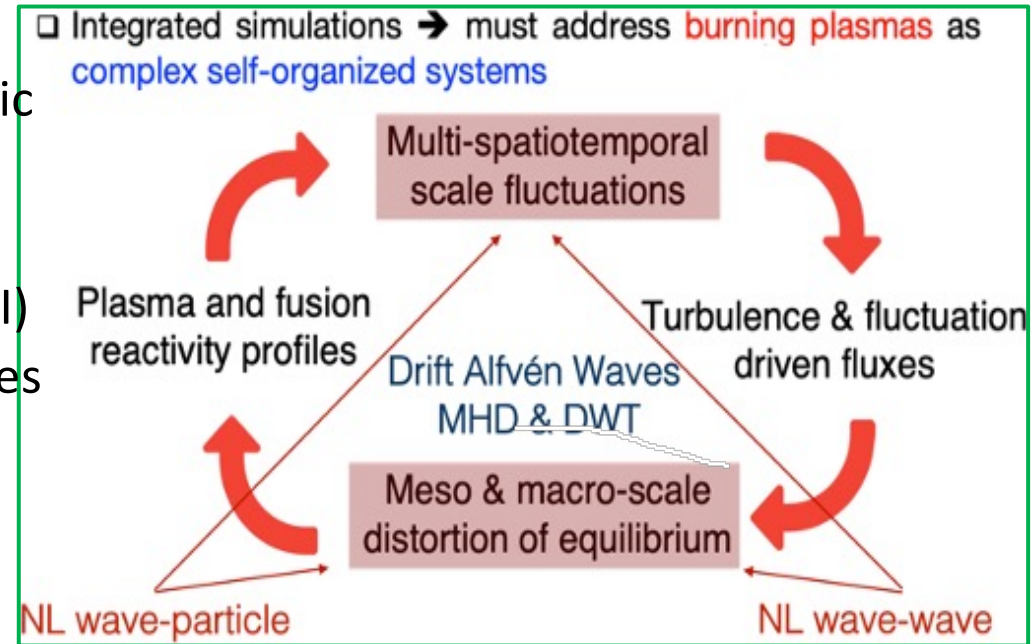 ❑ Integrated simulations ➔ must address burning plasmas as
complex self-organized systems
ic
Multi-spatiotemporal
scale fluctuations
l)
es
Plasma and fusion
reactivity profiles
Turbulence & fluctuation
driven fluxes
Drift Alfvén Waves
MHD & DWT
Meso & macro-scale
distortion of equilibrium
NL wave-particle
NL wave-wave